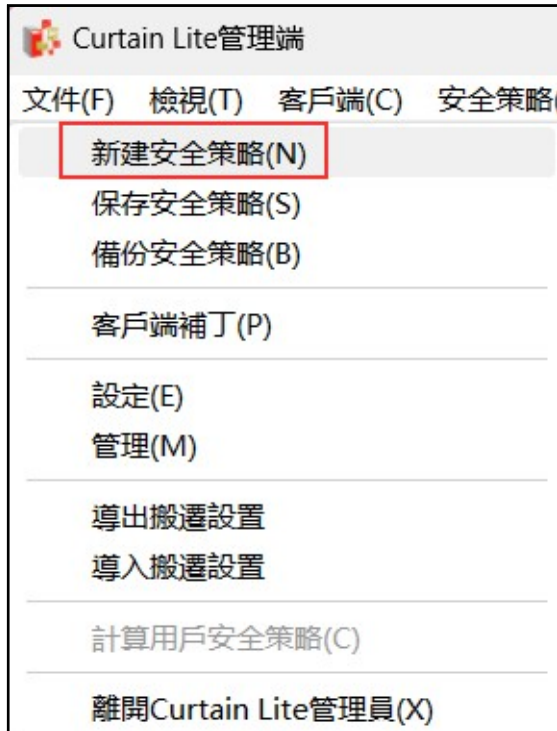 Curtain Lite管理端
文件(F) 檢視(T) 客戶端(C) 安全策略(
新建安全策略(N)
保存安全策略(S)
備份安全策略(B)
客戶端補丁(P)
設定(E)
管理(M)
導出搬遷設置
導入搬遷設置
計算用戶安全策略(C)
離開Curtain Lite管理員(X)